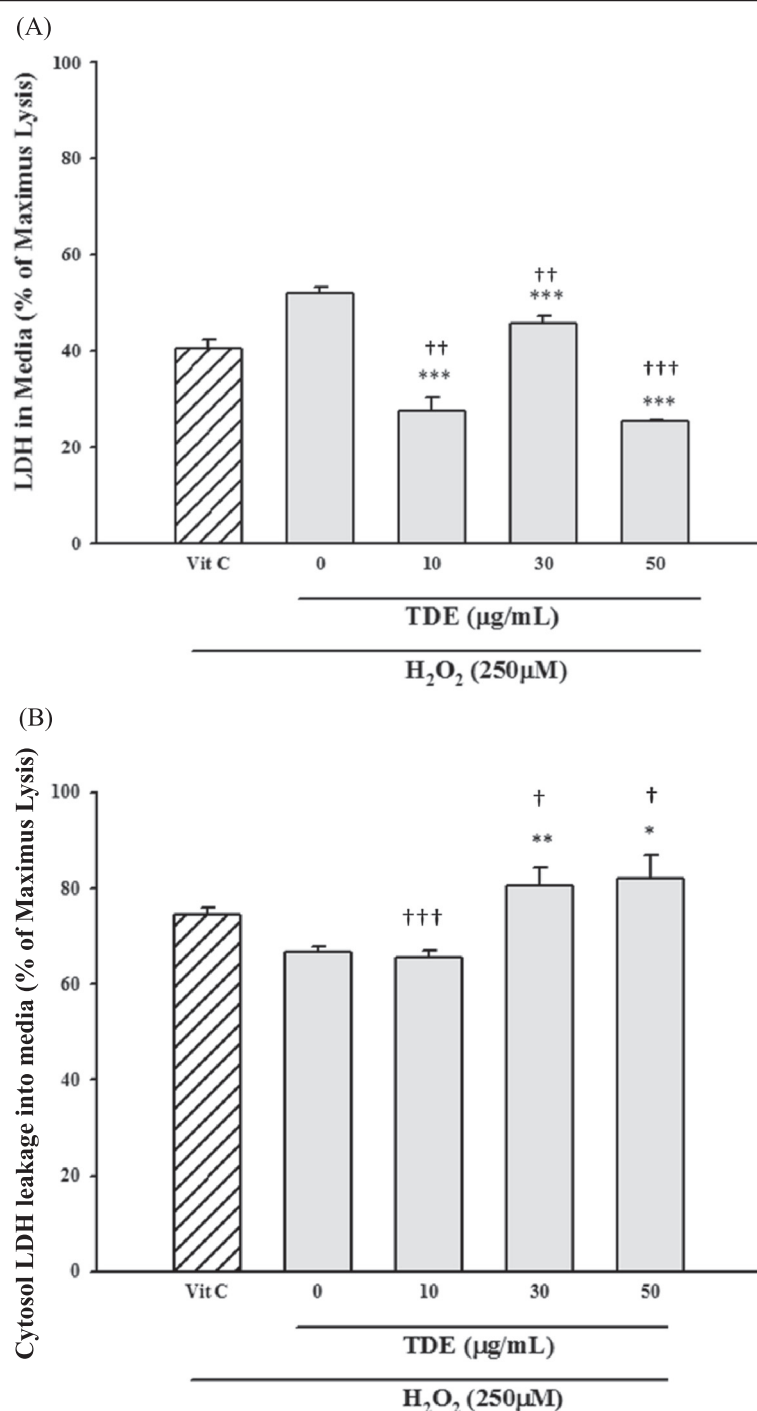 (A)
LDH in Media (% of Maximus Lysis)
100
80
60
40
20
0
††
***
††
***
†††
***
Vit C 0 10 30 50
TDE (µg/mL)
H₂O₂ (250µM)
(B)
Cytosol LDH leakage into media (% of Maximus Lysis)
100
80
60
40
20
0
†††
†
**
†
*
Vit C 0 10 30 50
TDE (µg/mL)
H₂O₂ (250µM)